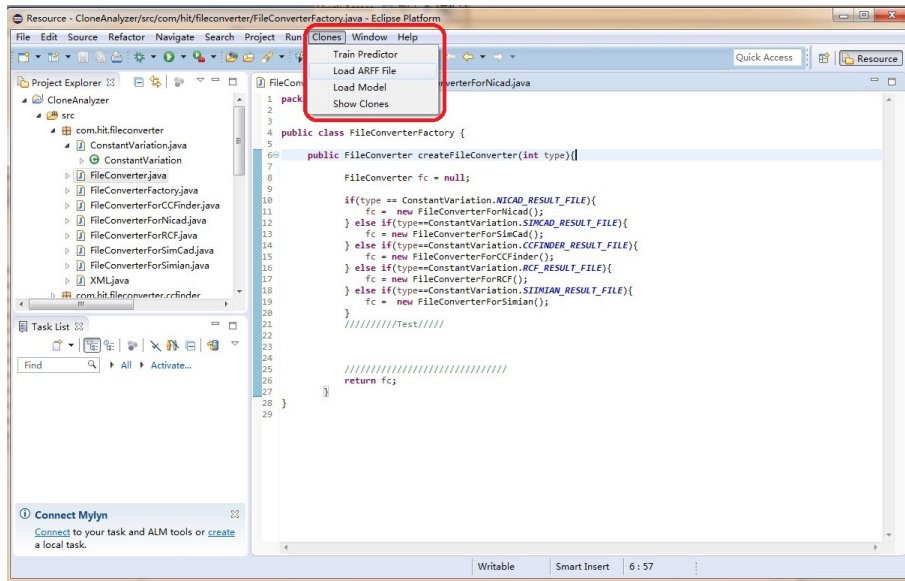 Resource - CloneAnalyzer/src/com/hit/fileconverter/FileConverterFactory.java - Eclipse Platform
File Edit Source Refactor Navigate Search Project Run Clones Window Help
Train Predictor
Load ARFF File
Load Model
Show Clones
Quick Access
Resource
Project Explorer
CloneAnalyzer
src
com.hit.fileconverter
ConstantVariation.java
ConstantVariation
FileConverter.java
FileConverterFactory.java
FileConverterForCCFinder.java
FileConverterForNicad.java
FileConverterForRCF.java
FileConverterForSimCad.java
FileConverterForSimian.java
XML.java
com.hit.fileconverter.ccfinder
Task List
Find All Activate...
Connect Mylyn
Connect to your task and ALM tools or create
a local task.
FileCon verterForNicad.java
1 pack
2
3
4 public class FileConverterFactory {
5
6 public FileConverter createFileConverter(int type){
7
8 FileConverter fc = null;
9
10 if(type == ConstantVariation.NICAD_RESULT_FILE){
11 fc = new FileConverterForNicad();
12 } else if(type==ConstantVariation.SIMCAD_RESULT_FILE){
13 fc = new FileConverterForSimCad();
14 } else if(type==ConstantVariation.CCFINDER_RESULT_FILE){
15 fc = new FileConverterForCCFinder();
16 } else if(type==ConstantVariation.RCF_RESULT_FILE){
17 fc = new FileConverterForRCF();
18 } else if(type==ConstantVariation.SIIMIAN_RESULT_FILE){
19 fc = new FileConverterForSimian();
20 }
21 //////////Test/////
22
23
24
25 ///////////////////////////////
26 return fc;
27 }
28 }
29
Writable Smart Insert 6 : 57